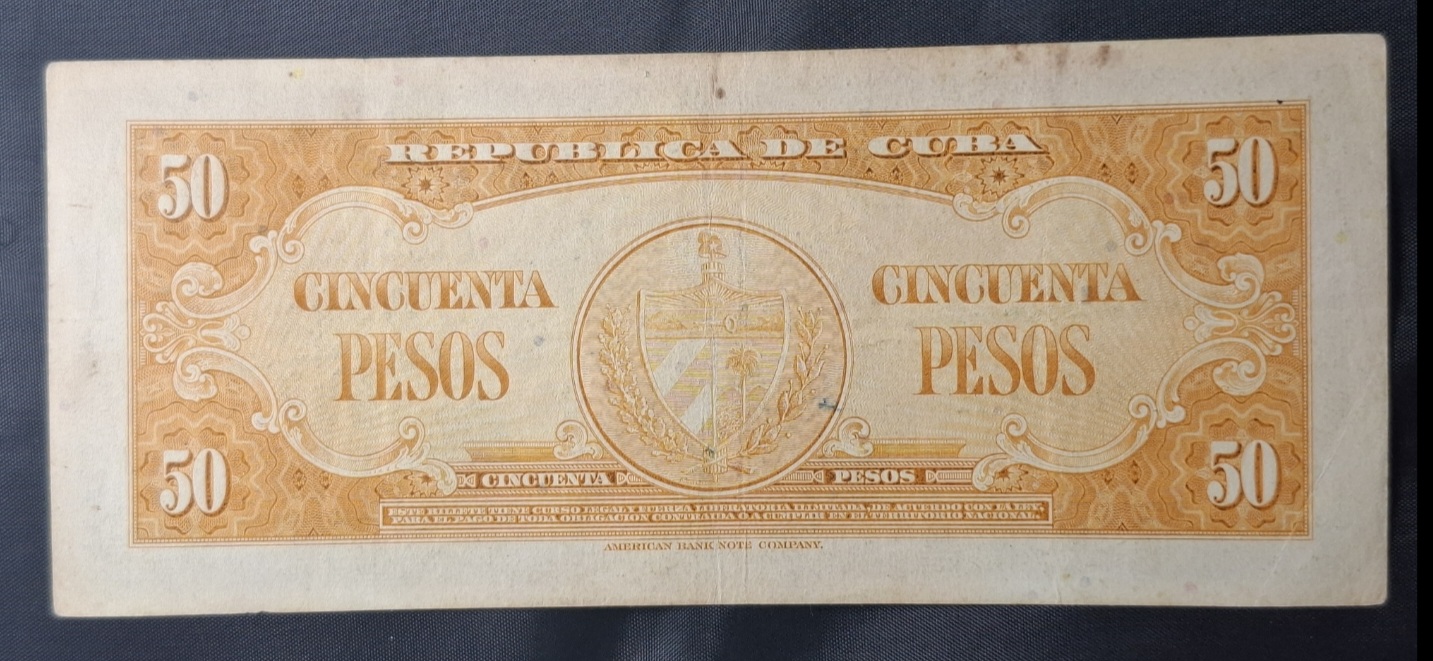 50 REPUBLICA DE CUBA 50
CINCUENTA CINCUENTA
PESOS PESOS
50 50
CINCUENTA PESOS
ESTE BILLETE TIENE CURSO LEGAL Y FUERZA LIBERATORIA ILIMITADA, DE ACUERDO CON LA LEY,
PARA EL PAGO DE TODA OBLIGACION CONTRAIDA O A CUMPLIR EN EL TERRITORIO NACIONAL.
AMERICAN BANK NOTE COMPANY.